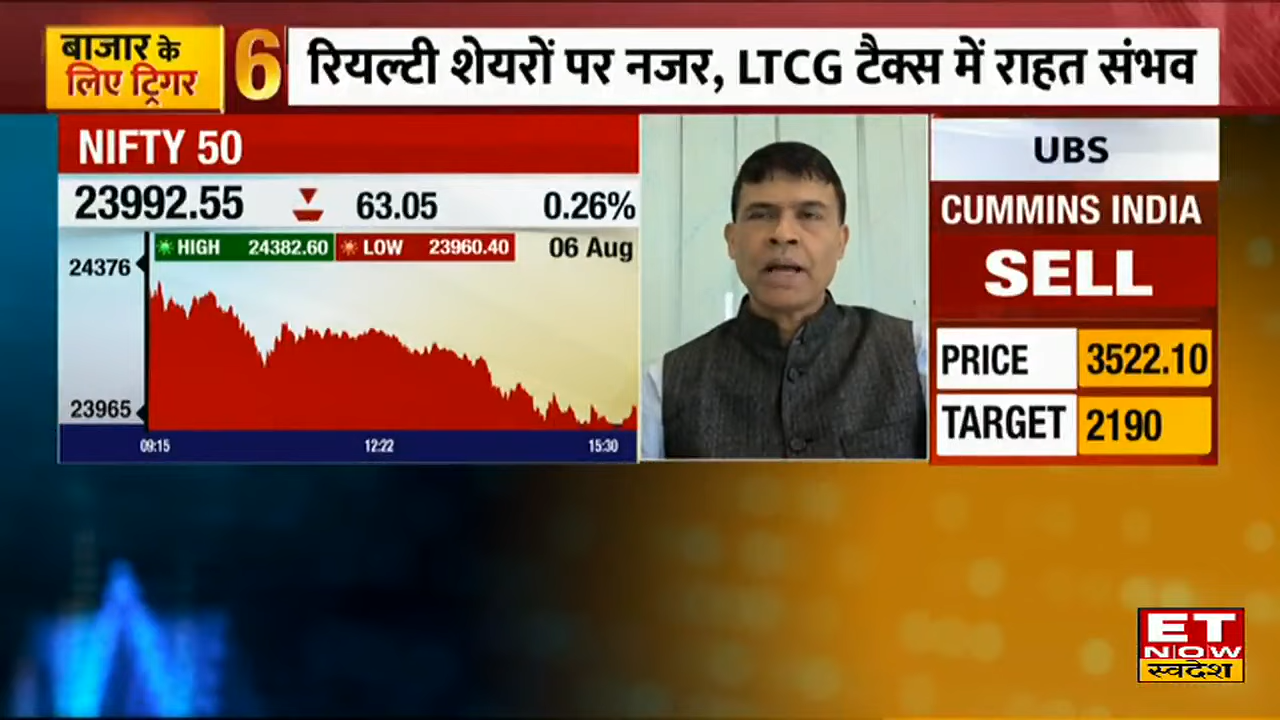 बाजार के
लिए ट्रिगर
6
रियल्टी शेयरों पर नजर, LTCG टैक्स में राहत संभव
NIFTY 50
23992.55 63.05 0.26%
HIGH 24382.60 LOW 23960.40 06 Aug
24376
23965
09:15 12:22 15:30
UBS
CUMMINS INDIA
SELL
PRICE 3522.10
TARGET 2190
ET
NOW
स्वदेश